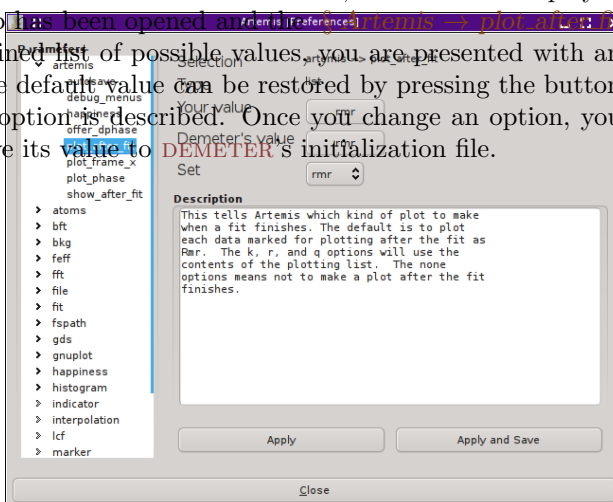 has been opened and the § Artemis → plot_after_f
Artemis [Preferences]
ined list of possible values, you are presented with an
e default value can be restored by pressing the button
option is described. Once you change an option, you
ve its value to DEMETER's initialization file.
Parameters
artemis
autosave
debug_menus
happiness
offer_dphase
plot_after_fit
plot_frame_x
plot_phase
show_after_fit
atoms
bft
bkg
feff
fft
file
fit
fspath
gds
gnuplot
happiness
histogram
indicator
interpolation
lcf
marker
Selection
artemis -> plot_after_fit
Type
list
Your value
rmr
Demeter's value
rmr
Set
rmr
Description
This tells Artemis which kind of plot to make
when a fit finishes. The default is to plot
each data marked for plotting after the fit as
Rmr. The k, r, and q options will use the
contents of the plotting list. The none
options means not to make a plot after the fit
finishes.
Apply
Apply and Save
Close